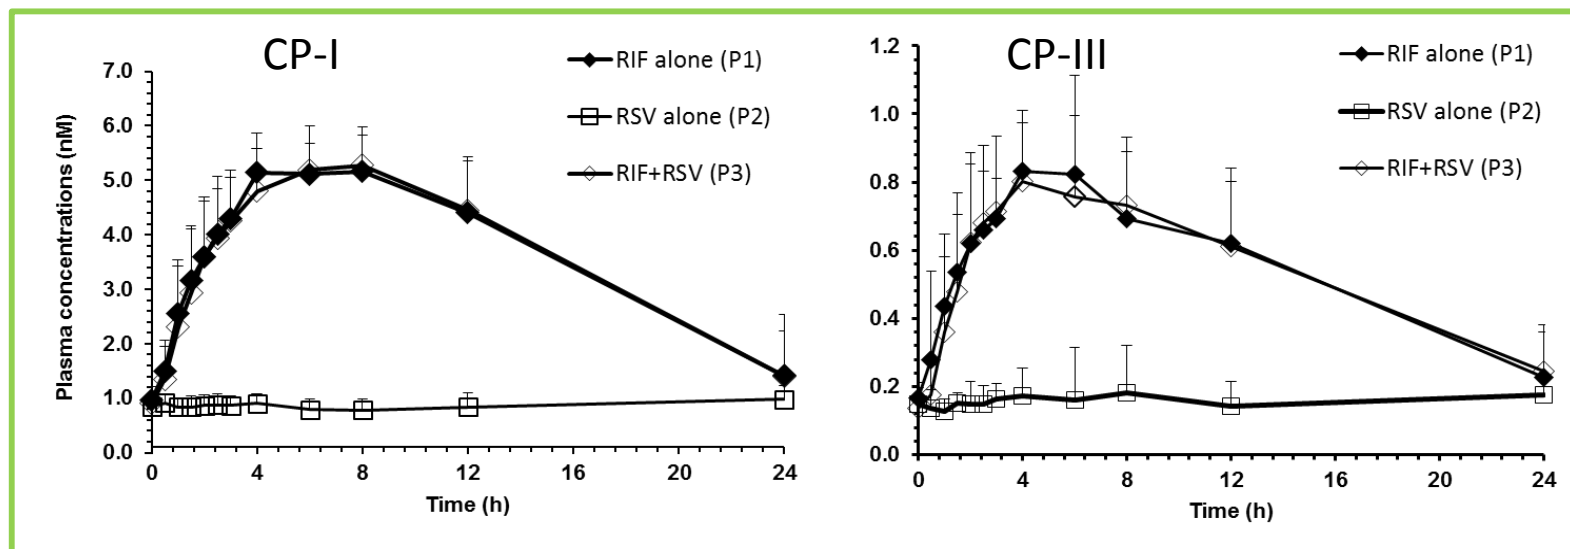 CP-I
RIF alone (P1)
RSV alone (P2)
RIF+RSV (P3)
Plasma concentrations (nM)
7.0
6.0
5.0
4.0
3.0
2.0
1.0
0.0
0 4 8 12 16 20 24
Time (h)
CP-III
RIF alone (P1)
RSV alone (P2)
RIF+RSV (P3)
1.2
1.0
0.8
0.6
0.4
0.2
0.0
0 4 8 12 16 20 24
Time (h)